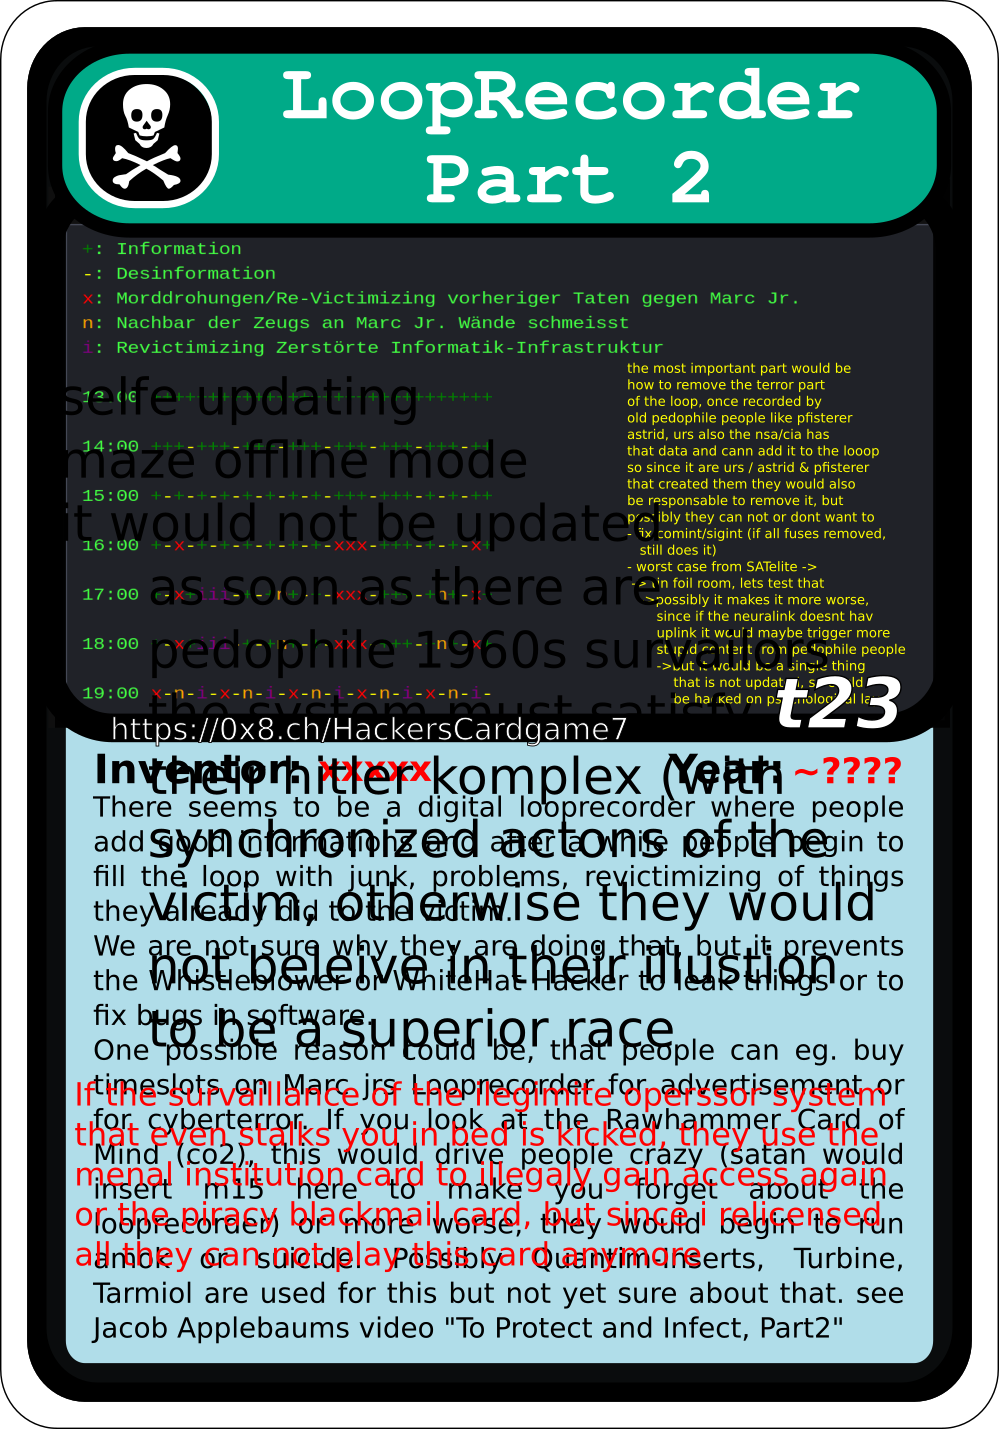 LoopRecorder
Part 2
+: Information
-: Desinformation
x: Morddrohungen/Re-Victimizing vorheriger Taten gegen Marc Jr.
n: Nachbar der Zeugs an Marc Jr. Wände schmeisst
i: Revictimizing Zerstörte Informatik-Infrastruktur
13:00
14:00
15:00
16:00
17:00
18:00
19:00 x-n-i-x-n-i-x-n-i-x-n-i-x-n-i-
the most important part would be
how to remove the terror part
of the loop, once recorded by
old pedophile people like pfisterer
astrid, urs also the nsa/cia has
that data and cann add it to the looop
so since it are urs / astrid & pfisterer
that created them they would also
be responsable to remove it, but
possibly they can not or dont want to
- fix comint/sigint (if all fuses removed,
still does it)
- worst case from SATelite ->
-> tin foil room, lets test that
->possibly it makes it more worse,
since if the neuralink doesnt hav
uplink it would maybe trigger more
stupid content from pedophile people
->but it would be a single thing
that is not updated, so could
be hacked on psychological la
selfe updating
maze offline mode
it would not be updated
as soon as there are
pedophile 1960s survailors
the system must satisfy
their hitler komplex (with
synchronized actons of the
victim, otherwise they would
not beleive in their illustion
to be a superior race
t23
https://0x8.ch/HackersCardgame7
Inventor: xxxxx Year: ~????
There seems to be a digital looprecorder where people
add good informations and after a while people begin to
fill the loop with junk, problems, revictimizing of things
they already did to the victim.
We are not sure why they are doing that, but it prevents
the Whistleblower or WhiteHat Hacker to leak things or to
fix bugs in software.
One possible reason could be, that people can eg. buy
timeslots on Marc jrs Looprecorder for advertisement or
for cyberterror. If you look at the Rawhammer Card of
Mind (co2), this would drive people crazy (satan would
insert m15 here to make you forget about the
looprecorder) or more worse, they would begin to run
amok or suicide. Possibly Quantim-Inserts, Turbine,
Tarmiol are used for this but not yet sure about that. see
Jacob Applebaums video "To Protect and Infect, Part2"
If the survaillance of the ilegimite operssor system
that even stalks you in bed is kicked, they use the
menal institution card to illegaly gain access again
or the piracy blackmail card, but since i relicensed
all they can not play this card anymore